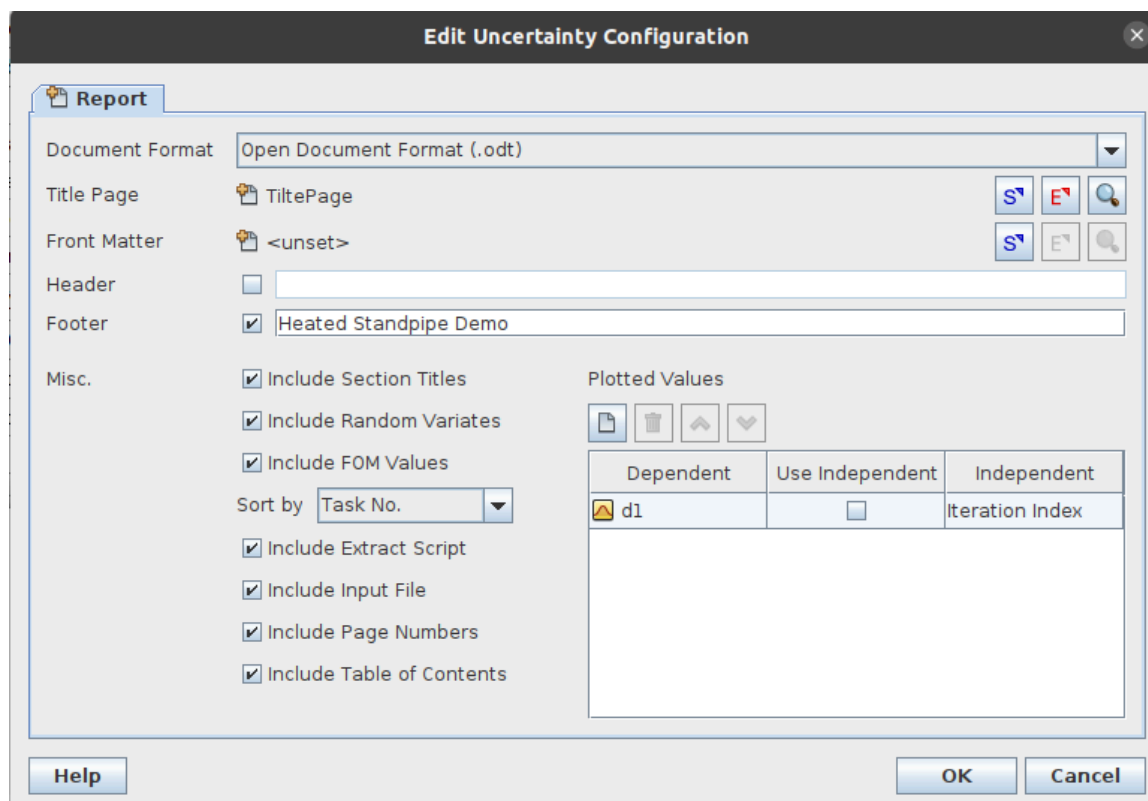 Edit Uncertainty Configuration
Report
Document Format Open Document Format (.odt)
Title Page TiltePage S E
Front Matter <unset> S E
Header
Footer Heated Standpipe Demo
Misc. Include Section Titles Plotted Values
Include Random Variates
Include FOM Values
Dependent Use Independent Independent
Sort by Task No. d1 Iteration Index
Include Extract Script
Include Input File
Include Page Numbers
Include Table of Contents
Help OK Cancel